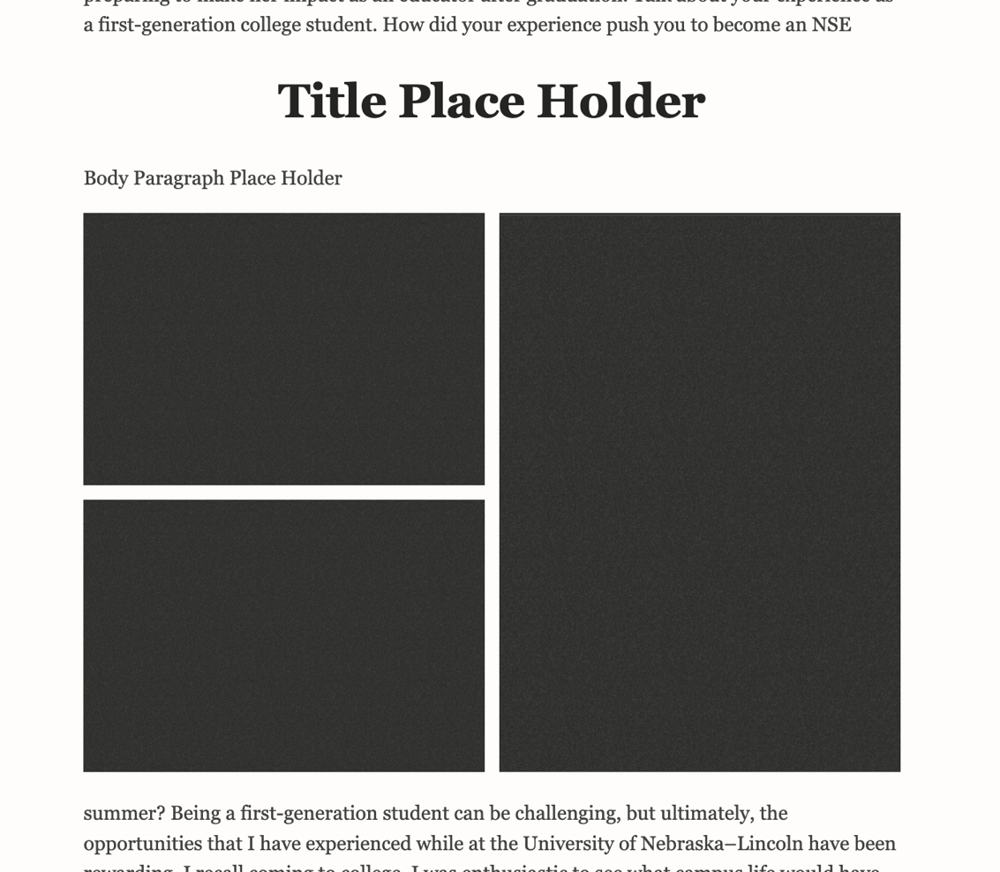 preparing to make her impact as an educator after graduation. Talk about your experience as
a first-generation college student. How did your experience push you to become an NSE
Title Place Holder
Body Paragraph Place Holder
summer? Being a first-generation student can be challenging, but ultimately, the
opportunities that I have experienced while at the University of Nebraska–Lincoln have been
rewarding. I recall coming to college, I was enthusiastic to see what campus life would have